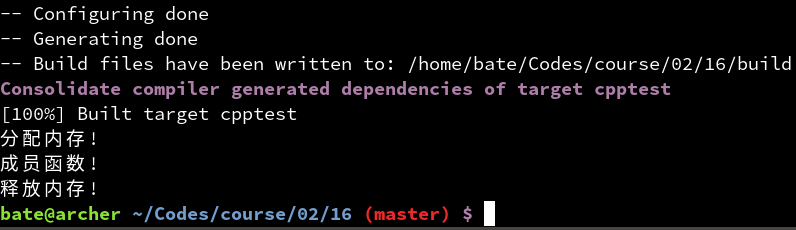 -- Configuring done
-- Generating done
-- Build files have been written to: /home/bate/Codes/course/02/16/build
Consolidate compiler generated dependencies of target cpptest
[100%] Built target cpptest
分配内存!
成员函数!
释放内存!
bate@archer ~/Codes/course/02/16 (master) $